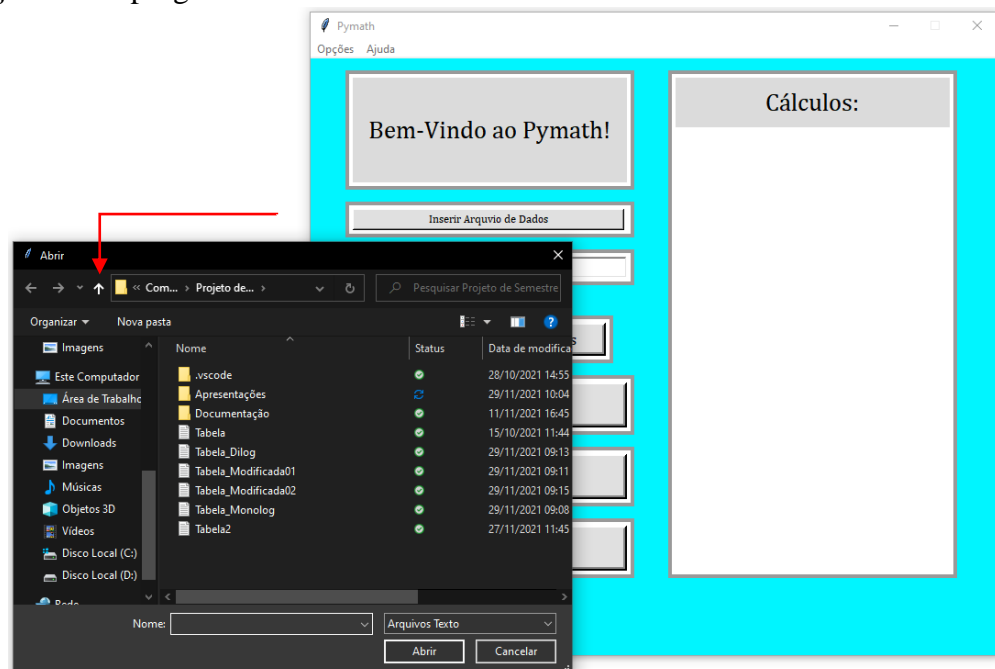 Pymath
Opções Ajuda
Bem-Vindo ao Pymath!
Cálculos:
Inserir Arquvio de Dados
Abrir
« Com... › Projeto de... ›
Pesquisar Projeto de Semestre
Organizar Nova pasta
Imagens
Este Computador
Área de Trabalho
Documentos
Downloads
Imagens
Músicas
Objetos 3D
Vídeos
Disco Local (C:)
Disco Local (D:)
Rede
Nome Status Data de modifica
.vscode 28/10/2021 14:55
Apresentações 29/11/2021 10:04
Documentação 11/11/2021 16:45
Tabela 15/10/2021 11:44
Tabela_Dilog 29/11/2021 09:13
Tabela_Modificada01 29/11/2021 09:11
Tabela_Modificada02 29/11/2021 09:15
Tabela_Monolog 29/11/2021 09:08
Tabela2 27/11/2021 11:45
Nome:
Arquivos Texto
Abrir Cancelar